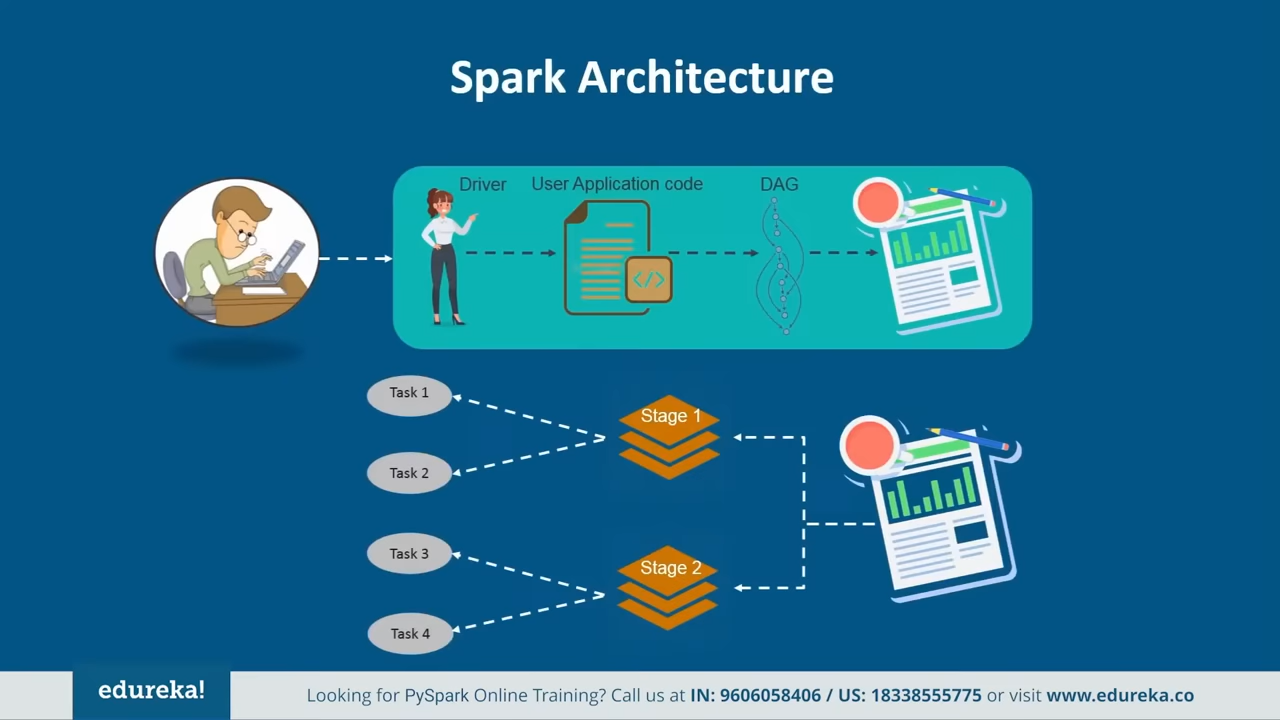 Spark Architecture
Driver
User Application code
DAG
</>
Task 1
Stage 1
Task 2
Task 3
Stage 2
Task 4
edureka!
Looking for PySpark Online Training? Call us at IN: 9606058406 / US: 18338555775 or visit www.edureka.co